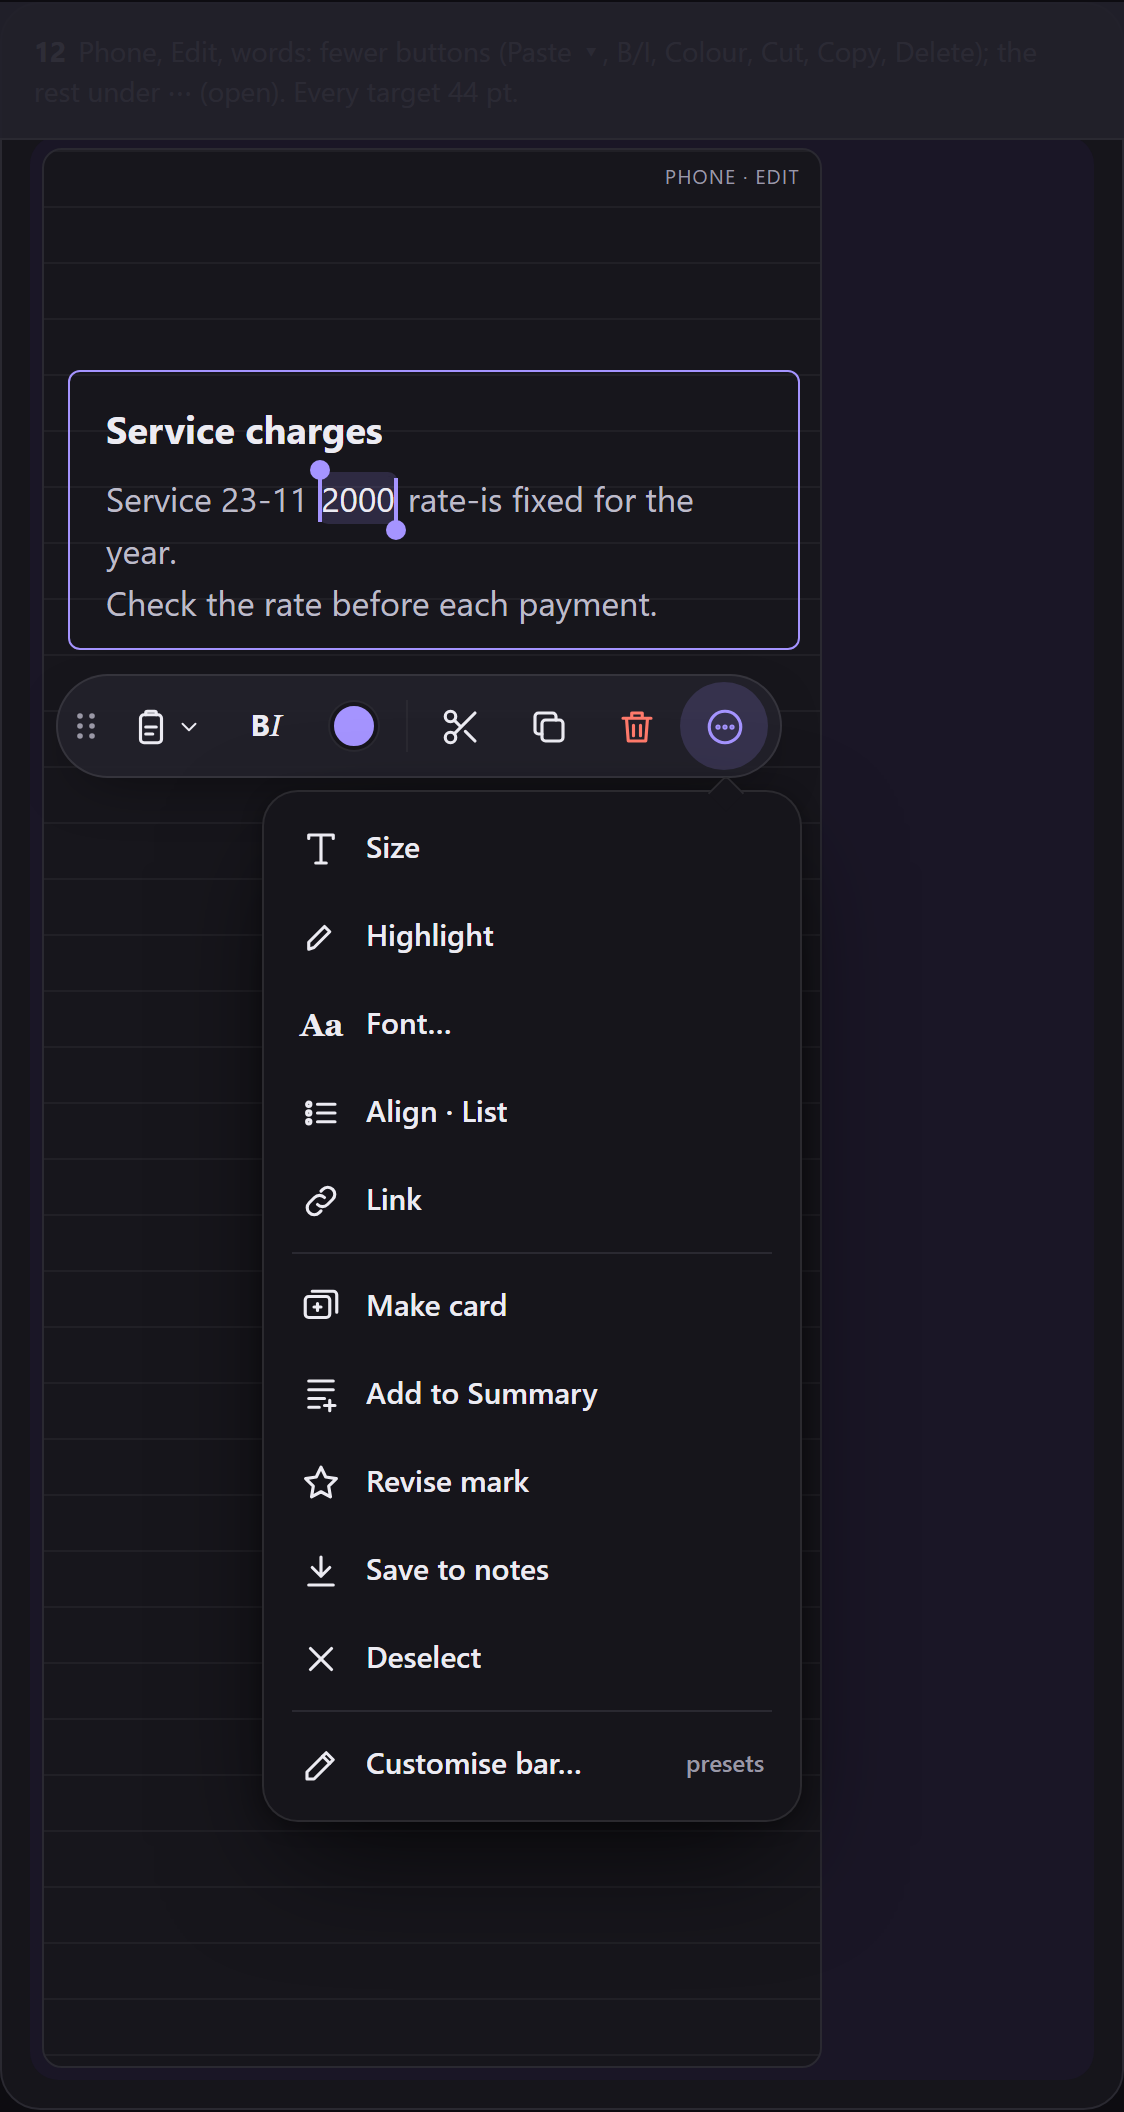 12 Phone, Edit, words: fewer buttons (Paste ▾, B/I, Colour, Cut, Copy, Delete); the
rest under ··· (open). Every target 44 pt.
PHONE · EDIT
Service charges
Service 23-11 2000 rate-is fixed for the
year.
Check the rate before each payment.
BI
Size
Highlight
Aa Font...
Align · List
Link
Make card
Add to Summary
Revise mark
Save to notes
Deselect
Customise bar... presets